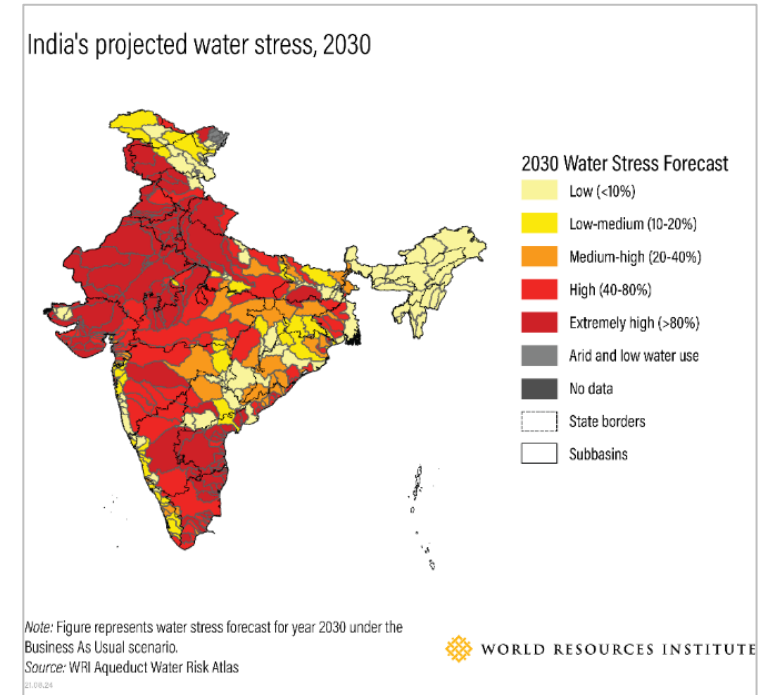 India's projected water stress, 2030
2030 Water Stress Forecast
Low (<10%)
Low-medium (10-20%)
Medium-high (20-40%)
High (40-80%)
Extremely high (>80%)
Arid and low water use
No data
State borders
Subbasins
Note: Figure represents water stress forecast for year 2030 under the
Business As Usual scenario.
Source: WRI Aqueduct Water Risk Atlas
21.08.24
WORLD RESOURCES INSTITUTE